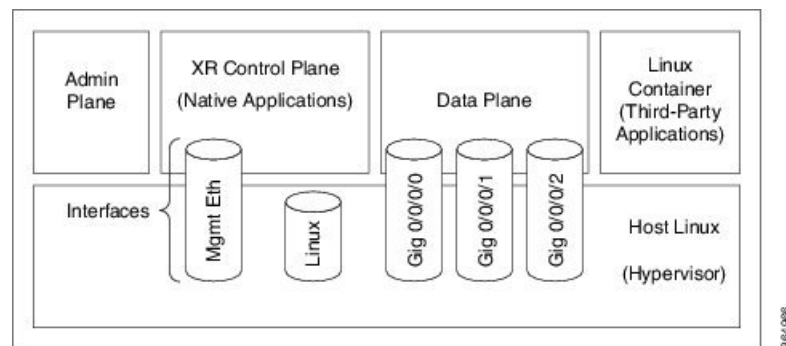 Admin
Plane
XR Control Plane
(Native Applications)
Data Plane
Linux
Container
(Third-Party
Applications)
Interfaces
Mgmt Eth
Linux
Gig 0/0/0/0
Gig 0/0/0/1
Gig 0/0/0/2
Host Linux
(Hypervisor)